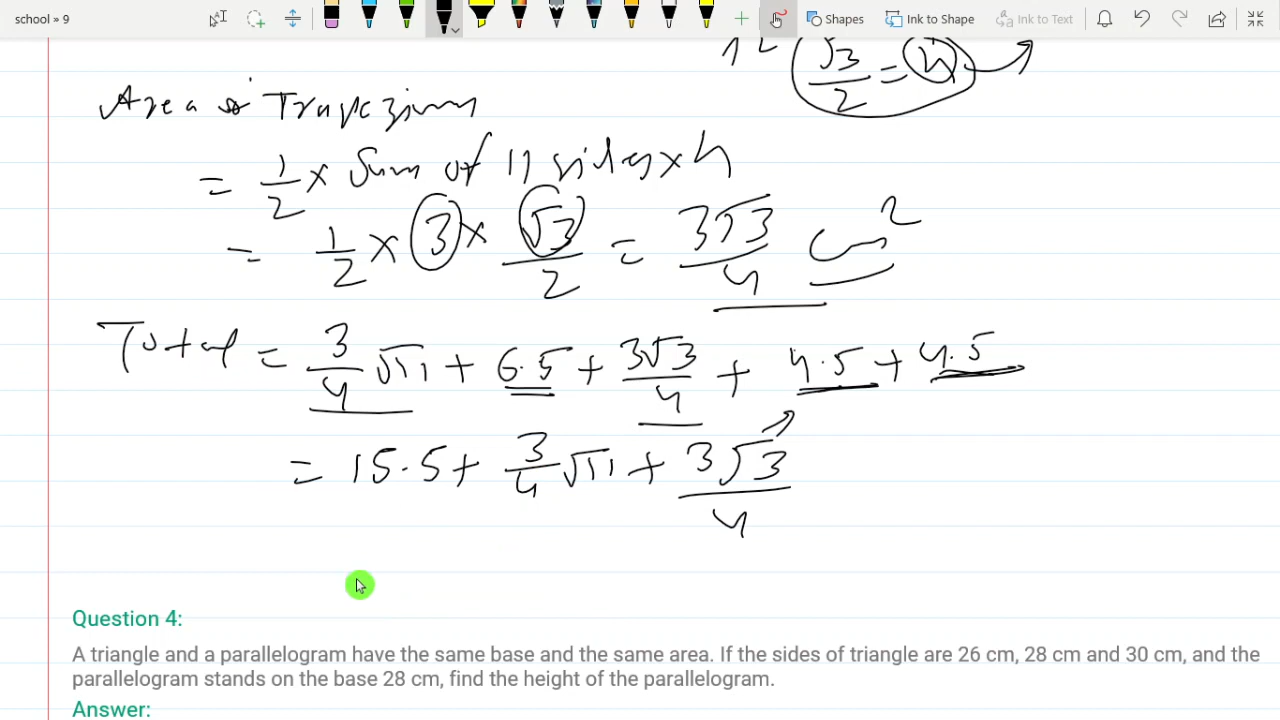 school » 9
Shapes
Ink to Shape
Ink to Text
√3/2 = h
Area of Trapezium
= 1/2 × Sum of 11 sides × h
= 1/2 × 3 × √3/2 = 3√3/4 cm²
Total = 3/4 √11 + 6.5 + 3√3/4 + 4.5 + 4.5
= 15.5 + 3/4 √11 + 3√3/4
Question 4:
A triangle and a parallelogram have the same base and the same area. If the sides of triangle are 26 cm, 28 cm and 30 cm, and the
parallelogram stands on the base 28 cm, find the height of the parallelogram.
Answer: